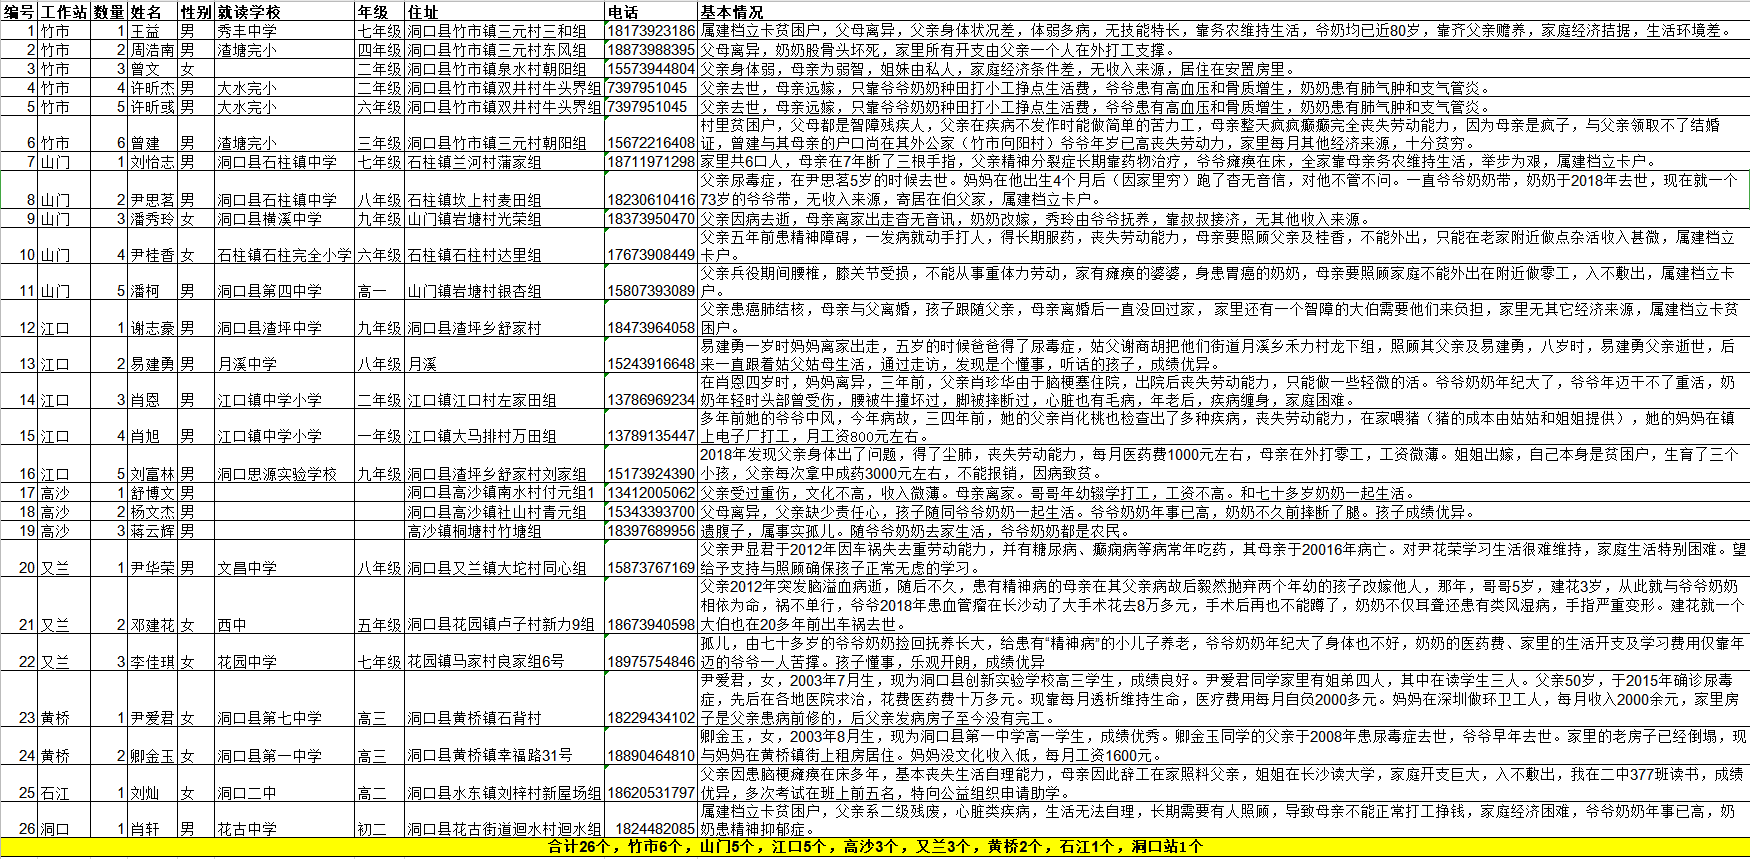 编号 工作站 数量 姓名 性别 就读学校 年级 住址 电话 基本情况
1 竹市 1 王益 男 秀丰中学 七年级 洞口县竹市镇三元村三和组 18173923186 属建档立卡贫困户，父母离异，父亲身体状况差，体弱多病，无技能特长，靠务农维持生活，爷奶均已近80岁，靠齐父亲赡养，家庭经济拮据，生活环境差。
2 竹市 2 周浩南 男 渣塘完小 四年级 洞口县竹市镇三元村东风组 18873988395 父母离异，奶奶股骨头坏死，家里所有开支由父亲一个人在外打工支撑。
3 竹市 3 曾文 女 二年级 洞口县竹市镇泉水村朝阳组 15573944804 父亲身体弱，母亲为弱智，姐妹由私人，家庭经济条件差，无收入来源，居住在安置房里。
4 竹市 4 许昕杰 男 大水完小 二年级 洞口县竹市镇双井村牛头界组 7397951045 父亲去世，母亲远嫁，只靠爷爷奶奶种田打小工挣点生活费，爷爷患有高血压和骨质增生，奶奶患有肺气肿和支气管炎。
5 竹市 5 许昕彧 男 大水完小 六年级 洞口县竹市镇双井村牛头界组 7397951045 父亲去世，母亲远嫁，只靠爷爷奶奶种田打小工挣点生活费，爷爷患有高血压和骨质增生，奶奶患有肺气肿和支气管炎。
6 竹市 6 曾建 男 渣塘完小 三年级 洞口县竹市镇三元村朝阳组 15672216408 村里贫困户，父母都是智障残疾人，父亲在疾病不发作时能做简单的苦力工，母亲整天疯疯癫癫完全丧失劳动能力，因为母亲是疯子，与父亲领取不了结婚
证，曾建与其母亲的户口尚在其外公家（竹市向阳村）爷爷年岁已高丧失劳动力，家里每月其他经济来源，十分贫穷。
7 山门 1 刘怡志 男 洞口县石柱镇中学 七年级 石柱镇兰河村蒲家组 18711971298 家里共6口人，母亲在7年断了三根手指，父亲精神分裂症长期靠药物治疗，爷爷瘫痪在床，全家靠母亲务农维持生活，举步为艰，属建档立卡户。
8 山门 2 尹思茗 男 洞口县石柱镇中学 八年级 石柱镇坎上村麦田组 18230610416 父亲尿毒症，在尹思茗5岁的时候去世。妈妈在他出生4个月后（因家里穷）跑了杳无音信，对他不管不问。一直爷爷奶奶带，奶奶于2018年去世，现在就一个
73岁的爷爷带，无收入来源，寄居在伯父家，属建档立卡户。
9 山门 3 潘秀玲 女 洞口县横溪中学 九年级 山门镇岩塘村光荣组 18373950470 父亲因病去逝，母亲离家出走杳无音讯，奶奶改嫁，秀玲由爷爷抚养，靠叔叔接济，无其他收入来源。
10 山门 4 尹桂香 女 石柱镇石柱完全小学 六年级 石柱镇石柱村达里组 17673908449 父亲五年前患精神障碍，一发病就动手打人，得长期服药，丧失劳动能力，母亲要照顾父亲及桂香，不能外出，只能在老家附近做点杂活收入甚微，属建档立
卡户。
11 山门 5 潘柯 男 洞口县第四中学 高一 山门镇岩塘村银杏组 15807393089 父亲兵役期间腰椎，膝关节受损，不能从事重体力劳动，家有瘫痪的婆婆，身患胃癌的奶奶，母亲要照顾家庭不能外出在附近做零工，入不敷出，属建档立卡
户。
12 江口 1 谢志豪 男 洞口县渣坪中学 九年级 洞口县渣坪乡舒家村 18473964058 父亲患癌肺结核，母亲与父离婚，孩子跟随父亲，母亲离婚后一直没回过家， 家里还有一个智障的大伯需要他们来负担，家里无其它经济来源，属建档立卡贫
困户。
13 江口 2 易建勇 男 月溪中学 八年级 月溪 15243916648 易建勇一岁时妈妈离家出走，五岁的时候爸爸得了尿毒症，姑父谢商胡把他们街道月溪乡禾力村龙下组，照顾其父亲及易建勇，八岁时，易建勇父亲逝世，后
来一直跟着姑父姑母生活，通过走访，发现是个懂事，听话的孩子，成绩优异。
14 江口 3 肖恩 男 江口镇中学小学 二年级 江口镇江口村左家田组 13786969234 在肖恩四岁时，妈妈离异，三年前，父亲肖珍华由于脑梗塞住院，出院后丧失劳动能力，只能做一些轻微的活。爷爷奶奶年纪大了，爷爷年迈干不了重活，奶
奶年轻时头部曾受伤，腰被牛撞坏过，脚被摔断过，心脏也有毛病，年老后，疾病缠身，家庭困难。
15 江口 4 肖旭 男 江口镇中学小学 一年级 江口镇大马排村万田组 13789135447 多年前她的爷爷中风，今年病故，三四年前，她的父亲肖化桃也检查出了多种疾病，丧失劳动能力，在家喂猪（猪的成本由姑姑和姐姐提供），她的妈妈在镇
上电子厂打工，月工资800元左右。
16 江口 5 刘富林 男 洞口思源实验学校 九年级 洞口县渣坪乡舒家村刘家组 15173924390 2018年发现父亲身体出了问题，得了尘肺，丧失劳动能力，每月医药费1000元左右，母亲在外打零工，工资微薄。姐姐出嫁，自己本身是贫困户，生育了三个
小孩，父亲每次拿中成药3000元左右，不能报销，因病致贫。
17 高沙 1 舒博文 男 洞口县高沙镇南水村付元组1 13412005062 父亲受过重伤，文化不高，收入微薄。母亲离家。哥哥年幼辍学打工，工资不高。和七十多岁奶奶一起生活。
18 高沙 2 杨文杰 男 洞口县高沙镇社山村青元组 15343393700 父母离异，父亲缺少责任心，孩子随同爷爷奶奶一起生活。爷爷奶奶年事已高，奶奶不久前摔断了腿。孩子成绩优异。
19 高沙 3 蒋云辉 男 高沙镇桐塘村竹塘组 18397689956 遗腹子，属事实孤儿。随爷爷奶奶去家生活，爷爷奶奶都是农民。
20 又兰 1 尹华荣 男 文昌中学 八年级 洞口县又兰镇大坨村同心组 15873767169 父亲尹显君于2012年因车祸失去重劳动能力，并有糖尿病、癫痫病等病常年吃药，其母亲于20016年病亡。对尹花荣学习生活很难维持，家庭生活特别困难。望
给予支持与照顾确保孩子正常无虑的学习。
21 又兰 2 邓建花 女 西中 五年级 洞口县花园镇卢子村新力9组 18673940598 父亲2012年突发脑溢血病逝，随后不久，患有精神病的母亲在其父亲病故后毅然抛弃两个年幼的孩子改嫁他人，那年，哥哥5岁，建花3岁，从此就与爷爷奶奶
相依为命，祸不单行，爷爷2018年患血管瘤在长沙动了大手术花去8万多元，手术后再也不能蹲了，奶奶不仅耳聋还患有类风湿病，手指严重变形。建花就一个
大伯也在20多年前出车祸去世。
22 又兰 3 李佳琪 女 花园中学 七年级 花园镇马家村良家组6号 18975754846 孤儿，由七十多岁的爷爷奶奶捡回抚养长大，给患有“精神病”的小儿子养老，爷爷奶奶年纪大了身体也不好，奶奶的医药费、家里的生活开支及学习费用仅靠年
迈的爷爷一人苦撑。孩子懂事，乐观开朗，成绩优异
23 黄桥 1 尹爱君 女 洞口县第七中学 高三 洞口县黄桥镇石背村 18229434102 尹爱君，女，2003年7月生，现为洞口县创新实验学校高三学生，成绩良好。尹爱君同学家里有姐弟四人，其中在读学生三人。父亲50岁，于2015年确诊尿毒
症，先后在各地医院求治，花费医药费十万多元。现靠每月透析维持生命，医疗费用每月自负2000多元。妈妈在深圳做环卫工人，每月收入2000余元，家里房
子是父亲患病前修的，后父亲发病房子至今没有完工。
24 黄桥 2 卿金玉 女 洞口县第一中学 高三 洞口县黄桥镇幸福路31号 18890464810 卿金玉，女，2003年8月生，现为洞口县第一中学高一学生，成绩优秀。卿金玉同学的父亲于2008年患尿毒症去世，爷爷早年去世。家里的老房子已经倒塌，现
与妈妈在黄桥镇街上租房居住。妈妈没文化收入低，每月工资1600元。
25 石江 1 刘灿 女 洞口二中 高二 洞口县水东镇刘梓村新屋场组 18620531797 父亲因患脑梗瘫痪在床多年，基本丧失生活自理能力，母亲因此辞工在家照料父亲，姐姐在长沙读大学，家庭开支巨大，入不敷出，我在二中377班读书，成绩
优异，多次考试在班上前五名，特向公益组织申请助学。
26 洞口 1 肖轩 男 花古中学 初二 洞口县花古街道迴水村迴水组 1824482085 属建档立卡贫困户，父亲系二级残废，心脏类疾病，生活无法自理，长期需要有人照顾，导致母亲不能正常打工挣钱，家庭经济困难，爷爷奶奶年事已高，奶
奶患精神抑郁症。
合计26个，竹市6个，山门5个，江口5个，高沙3个，又兰3个，黄桥2个，石江1个，洞口站1个